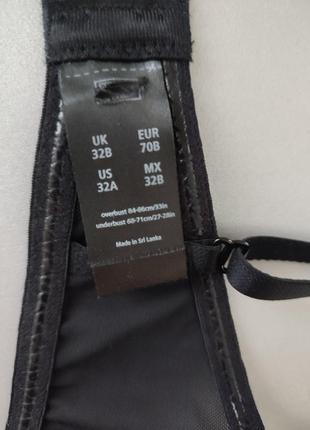 UK EUR
32B 70B
US MX
32A 32B
overbust 84-86cm/33in
underbust 68-71cm/27-28in
Made in Sri Lanka